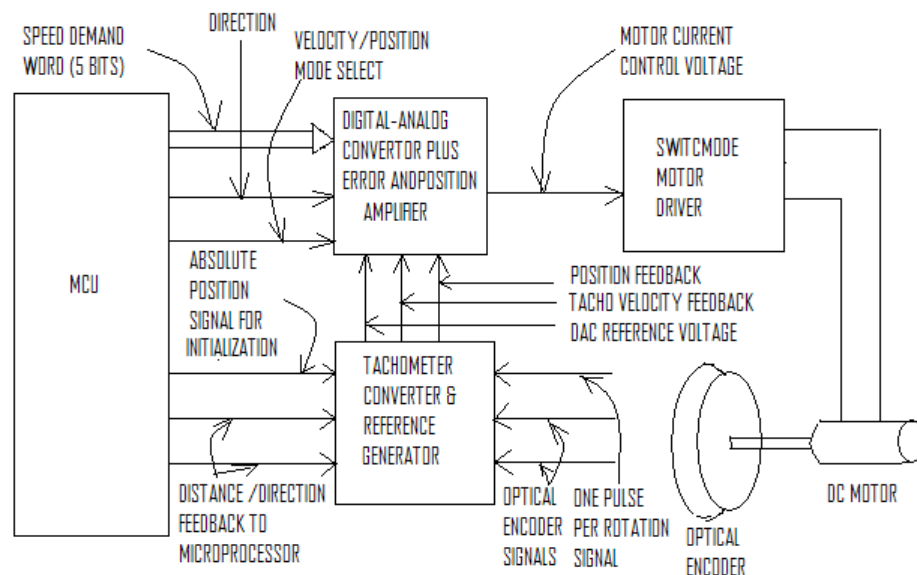 DIRECTION
SPEED DEMAND
WORD (5 BITS)
VELOCITY/POSITION
MODE SELECT
MOTOR CURRENT
CONTROL VOLTAGE
MCU
DIGITAL-ANALOG
CONVERTOR PLUS
ERROR ANDPOSITION
AMPLIFIER
SWITCMODE
MOTOR
DRIVER
ABSOLUTE
POSITION
SIGNAL FOR
INITIALIZATION
POSITION FEEDBACK
TACHO VELOCITY FEEDBACK
DAC REFERENCE VOLTAGE
TACHOMETER
CONVERTER &
REFERENCE
GENERATOR
DISTANCE /DIRECTION
FEEDBACK TO
MICROPROCESSOR
OPTICAL
ENCODER
SIGNALS
ONE PULSE
PER ROTATION
SIGNAL
OPTICAL
ENCODER
DC MOTOR